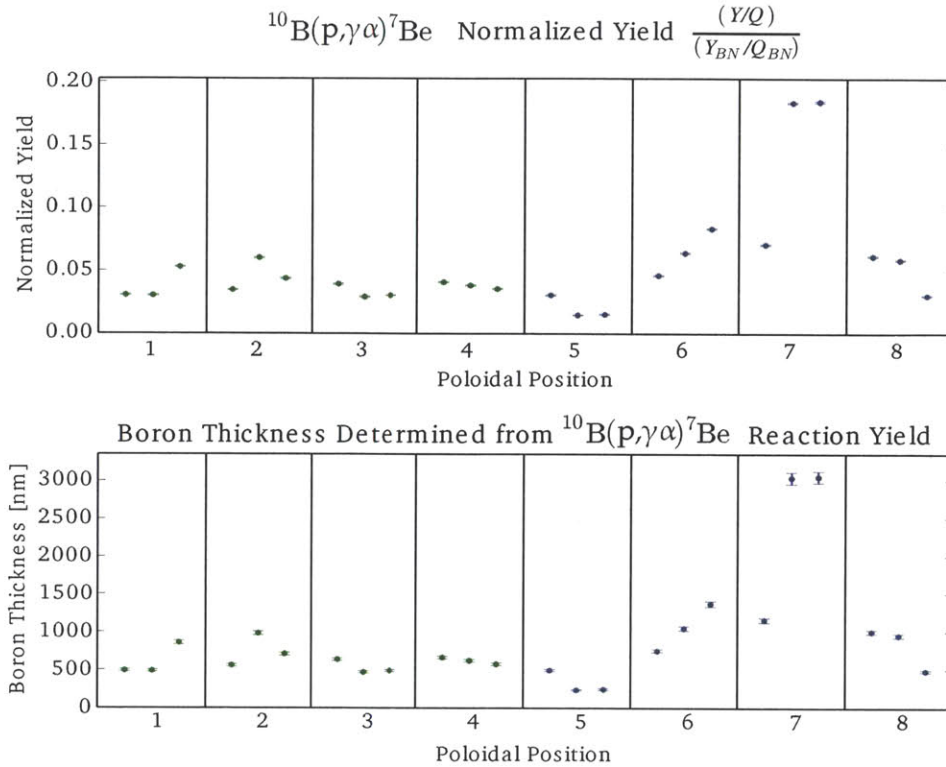 ¹⁰B(p,γα)⁷Be Normalized Yield (Y/Q)/(Y_BN/Q_BN)
Normalized Yield
0.20
0.15
0.10
0.05
0.00
1 2 3 4 5 6 7 8
Poloidal Position
Boron Thickness Determined from ¹⁰B(p,γα)⁷Be Reaction Yield
Boron Thickness [nm]
3000
2500
2000
1500
1000
500
0
1 2 3 4 5 6 7 8
Poloidal Position